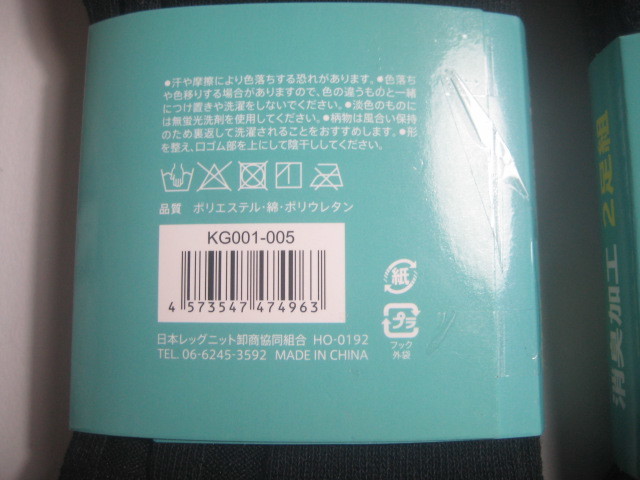 ●汗や摩擦により色落ちする恐れがあります。●色落ち
や色移りする場合がありますので、色の違うものと一緒
につけ置きや洗濯をしないでください。●淡色のものに
は無蛍光洗剤を使用してください。●柄物は風合い保持
のため裏返して洗濯されることをおすすめします。●形
を整え、口ゴム部を上にして陰干ししてください。
品質 ポリエステル・綿・ポリウレタン
KG001-005
4 573547 474963
紙
プラ
フック
外袋
日本レッグニット卸商協同組合 HO-0192
TEL. 06-6245-3592 MADE IN CHINA
消臭加工 2足組